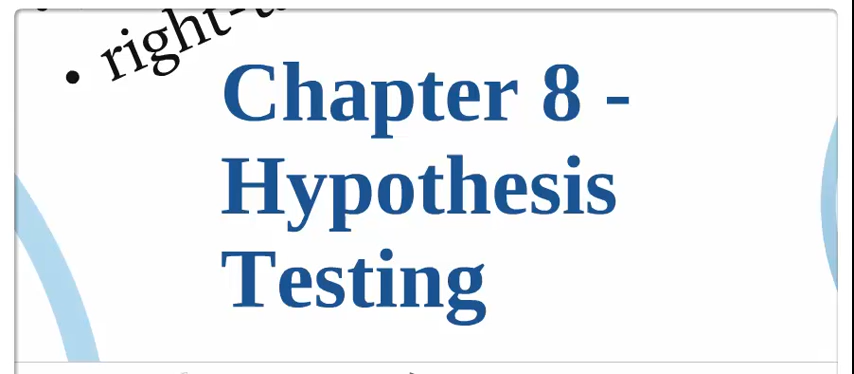 • right-
Chapter 8 -
Hypothesis
Testing